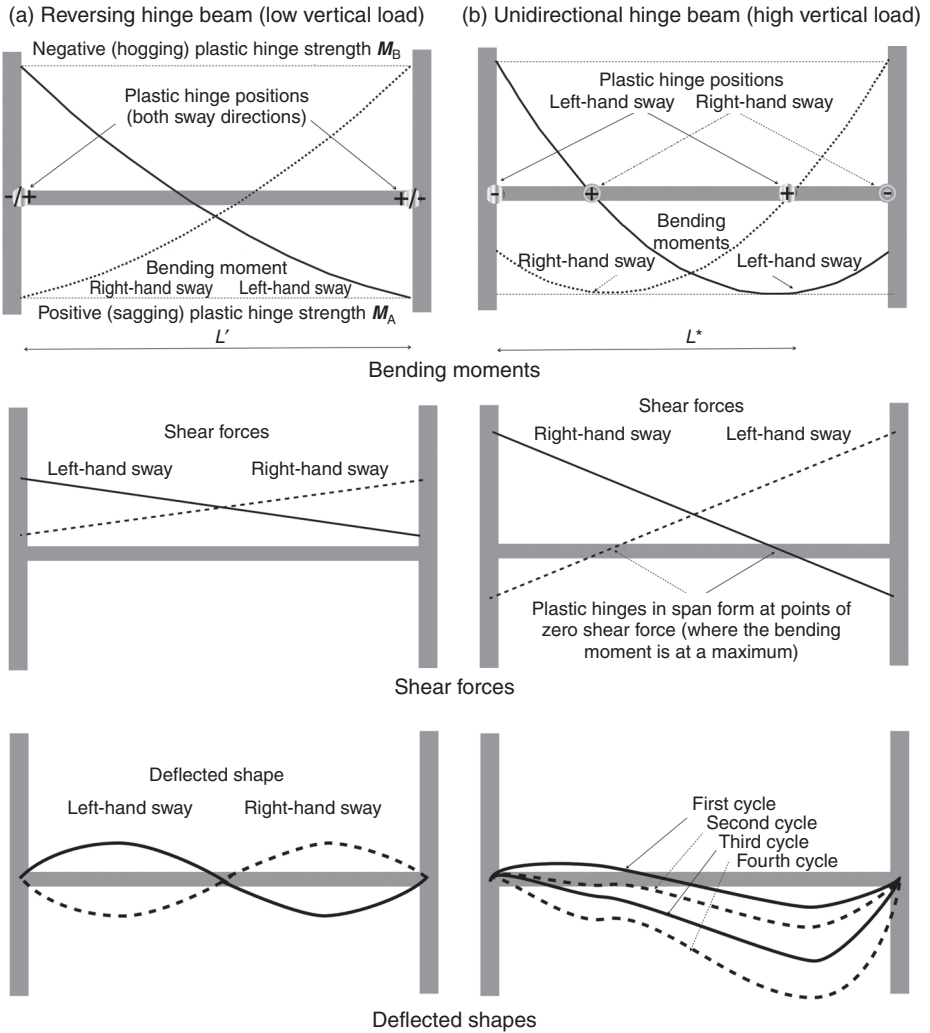 (a) Reversing hinge beam (low vertical load)
Negative (hogging) plastic hinge strength M_B
Plastic hinge positions
(both sway directions)
-/+
+/-
Bending moment
Right-hand sway
Left-hand sway
Positive (sagging) plastic hinge strength M_A
L′
(b) Unidirectional hinge beam (high vertical load)
Plastic hinge positions
Left-hand sway
Right-hand sway
-
+
+
-
Bending
moments
Right-hand sway
Left-hand sway
L*
Bending moments
Shear forces
Left-hand sway
Right-hand sway
Shear forces
Right-hand sway
Left-hand sway
Plastic hinges in span form at points of
zero shear force (where the bending
moment is at a maximum)
Shear forces
Deflected shape
Left-hand sway
Right-hand sway
First cycle
Second cycle
Third cycle
Fourth cycle
Deflected shapes